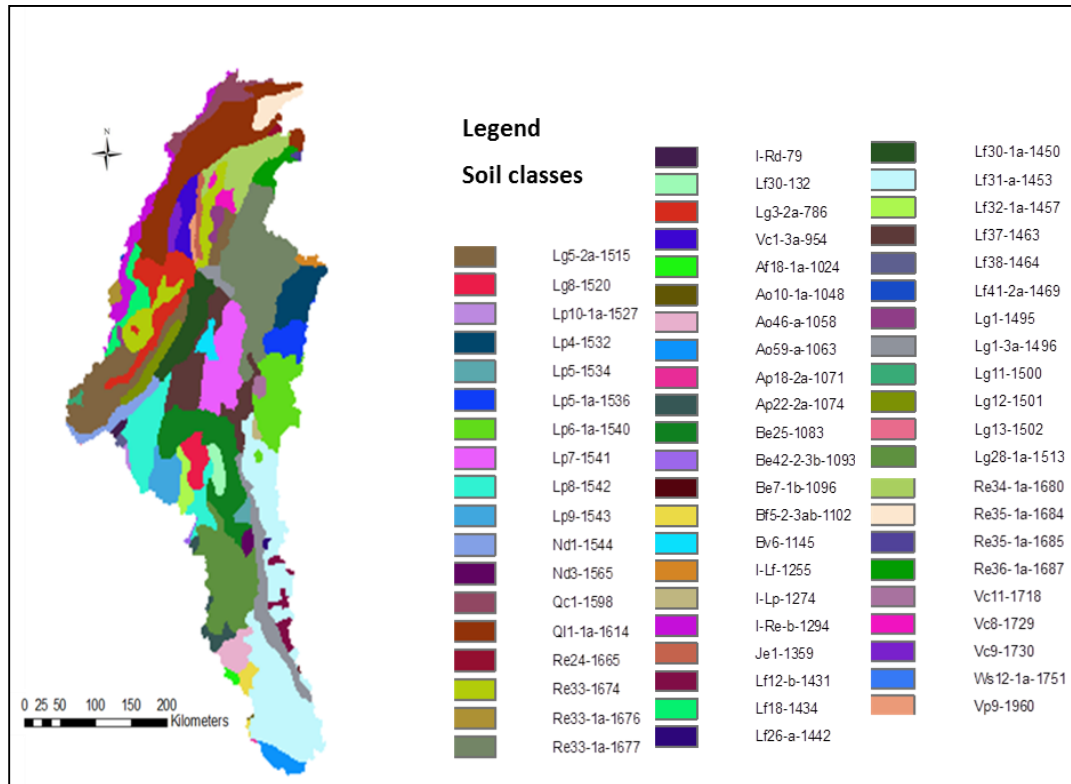 N
Legend
Soil classes
Lg5-2a-1515
Lg8-1520
Lp10-1a-1527
Lp4-1532
Lp5-1534
Lp5-1a-1536
Lp6-1a-1540
Lp7-1541
Lp8-1542
Lp9-1543
Nd1-1544
Nd3-1565
Qc1-1598
Ql1-1a-1614
Re24-1665
Re33-1674
Re33-1a-1676
Re33-1a-1677
I-Rd-79
Lf30-132
Lg3-2a-786
Vc1-3a-954
Af18-1a-1024
Ao10-1a-1048
Ao46-a-1058
Ao59-a-1063
Ap18-2a-1071
Ap22-2a-1074
Be25-1083
Be42-2-3b-1093
Be7-1b-1096
Bf5-2-3ab-1102
Bv6-1145
I-Lf-1255
I-Lp-1274
I-Re-b-1294
Je1-1359
Lf12-b-1431
Lf18-1434
Lf26-a-1442
Lf30-1a-1450
Lf31-a-1453
Lf32-1a-1457
Lf37-1463
Lf38-1464
Lf41-2a-1469
Lg1-1495
Lg1-3a-1496
Lg11-1500
Lg12-1501
Lg13-1502
Lg28-1a-1513
Re34-1a-1680
Re35-1a-1684
Re35-1a-1685
Re36-1a-1687
Vc11-1718
Vc8-1729
Vc9-1730
Ws12-1a-1751
Vp9-1960
0 25 50 100 150 200
Kilometers